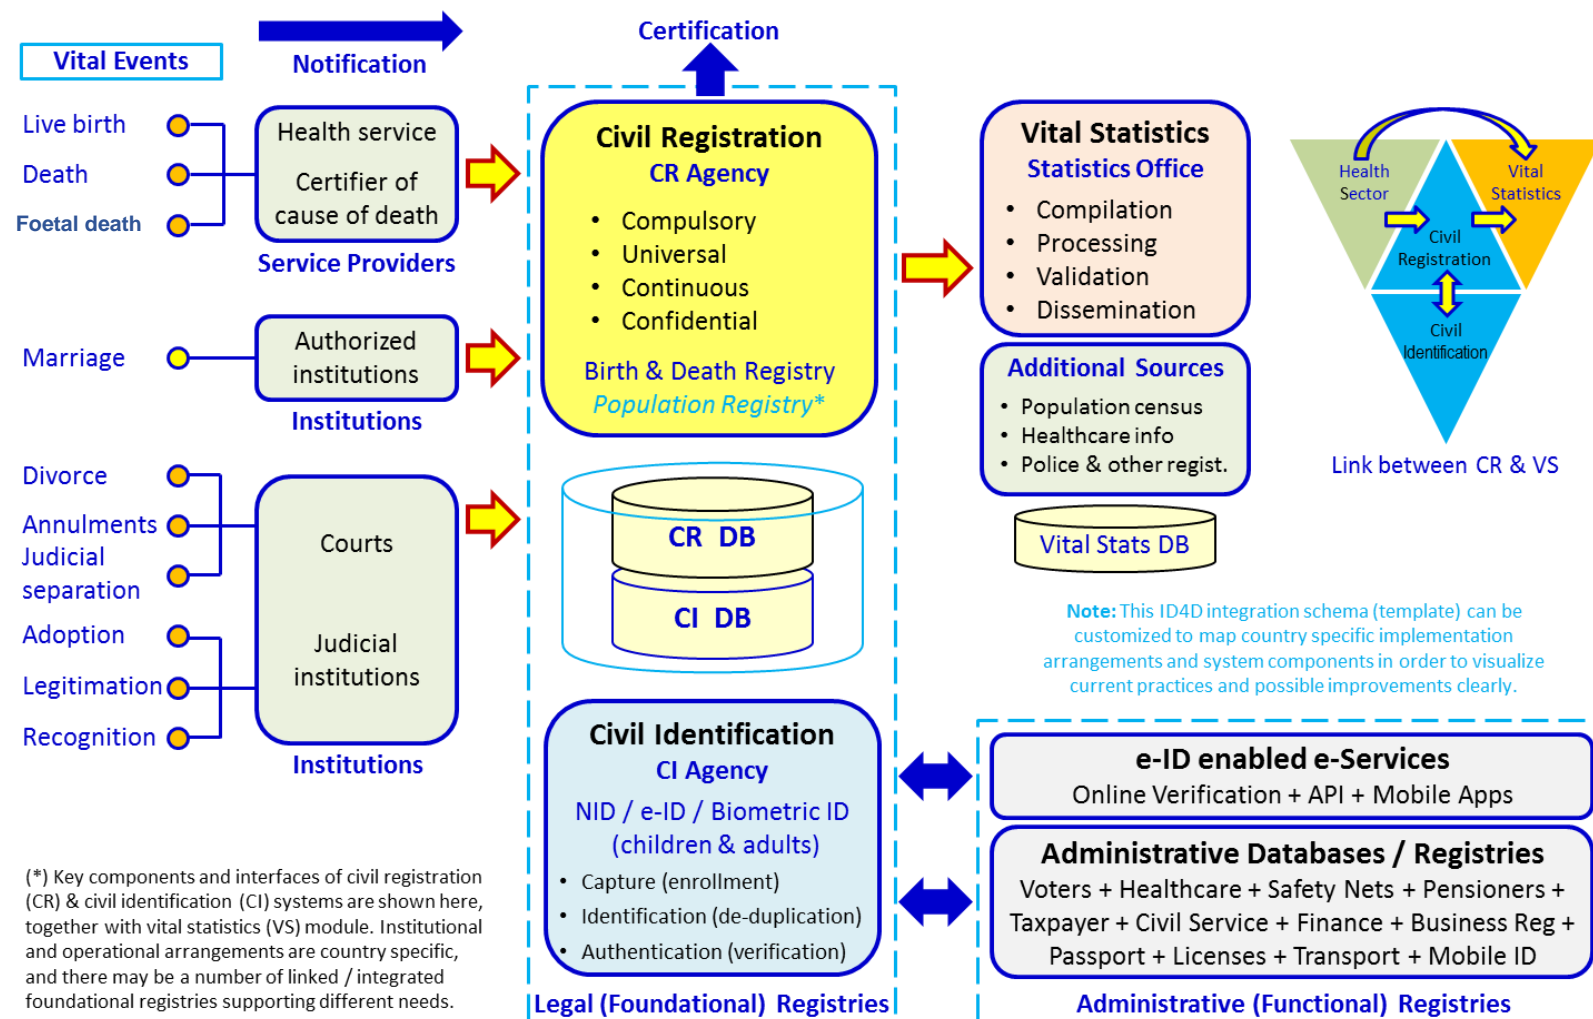 Vital Events
Notification
Certification
Live birth
Death
Foetal death
Health service
Certifier of
cause of death
Service Providers
Marriage
Authorized
institutions
Institutions
Divorce
Annulments
Judicial
separation
Adoption
Legitimation
Recognition
Courts
Judicial
institutions
Institutions
(*) Key components and interfaces of civil registration
(CR) & civil identification (CI) systems are shown here,
together with vital statistics (VS) module. Institutional
and operational arrangements are country specific,
and there may be a number of linked / integrated
foundational registries supporting different needs.
Civil Registration
CR Agency
• Compulsory
• Universal
• Continuous
• Confidential
Birth & Death Registry
Population Registry*
CR DB
CI DB
Civil Identification
CI Agency
NID / e-ID / Biometric ID
(children & adults)
• Capture (enrollment)
• Identification (de-duplication)
• Authentication (verification)
Legal (Foundational) Registries
Vital Statistics
Statistics Office
• Compilation
• Processing
• Validation
• Dissemination
Additional Sources
• Population census
• Healthcare info
• Police & other regist.
Vital Stats DB
Health
Sector
Vital
Statistics
Civil
Registration
Civil
Identification
Link between CR & VS
Note: This ID4D integration schema (template) can be
customized to map country specific implementation
arrangements and system components in order to visualize
current practices and possible improvements clearly.
e-ID enabled e-Services
Online Verification + API + Mobile Apps
Administrative Databases / Registries
Voters + Healthcare + Safety Nets + Pensioners +
Taxpayer + Civil Service + Finance + Business Reg +
Passport + Licenses + Transport + Mobile ID
Administrative (Functional) Registries